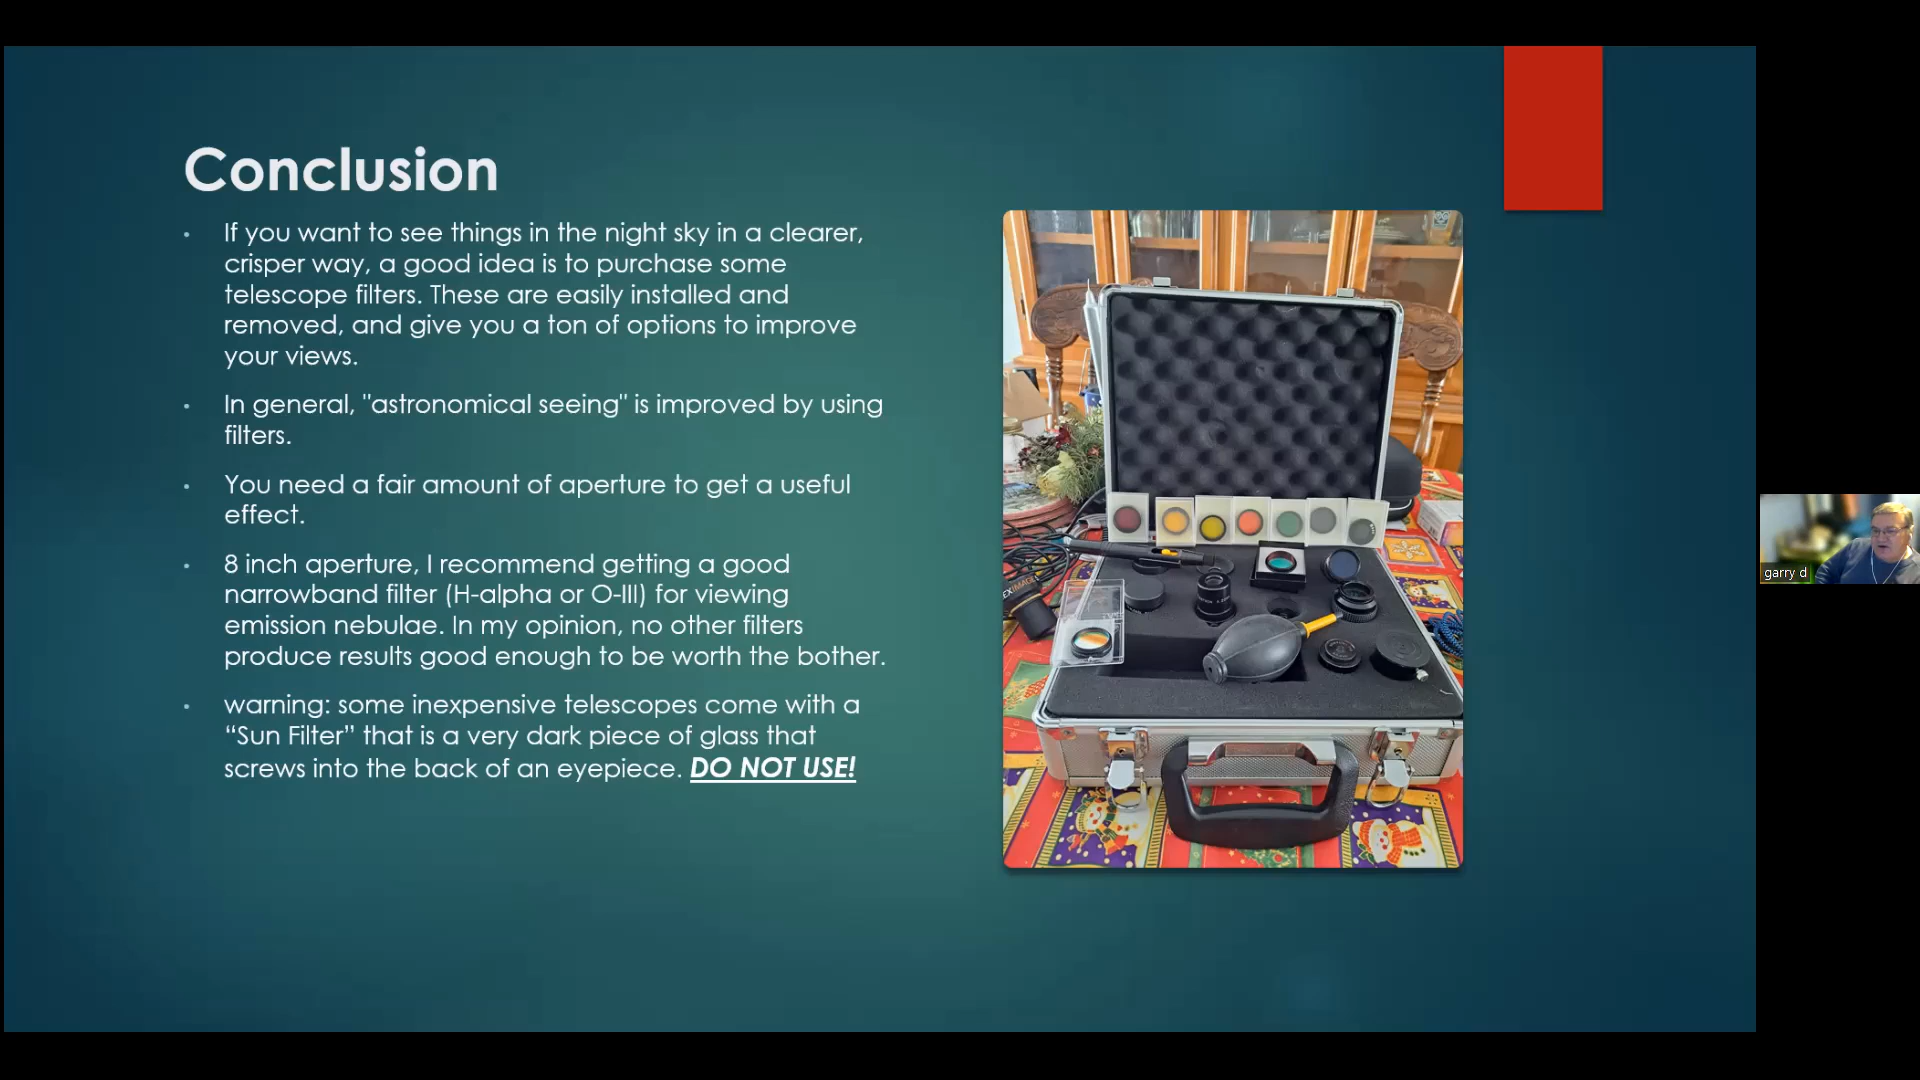 Conclusion
• If you want to see things in the night sky in a clearer,
crisper way, a good idea is to purchase some
telescope filters. These are easily installed and
removed, and give you a ton of options to improve
your views.
• In general, "astronomical seeing" is improved by using
filters.
• You need a fair amount of aperture to get a useful
effect.
• 8 inch aperture, I recommend getting a good
narrowband filter (H-alpha or O-III) for viewing
emission nebulae. In my opinion, no other filters
produce results good enough to be worth the bother.
• warning: some inexpensive telescopes come with a
“Sun Filter” that is a very dark piece of glass that
screws into the back of an eyepiece. DO NOT USE!
garry d